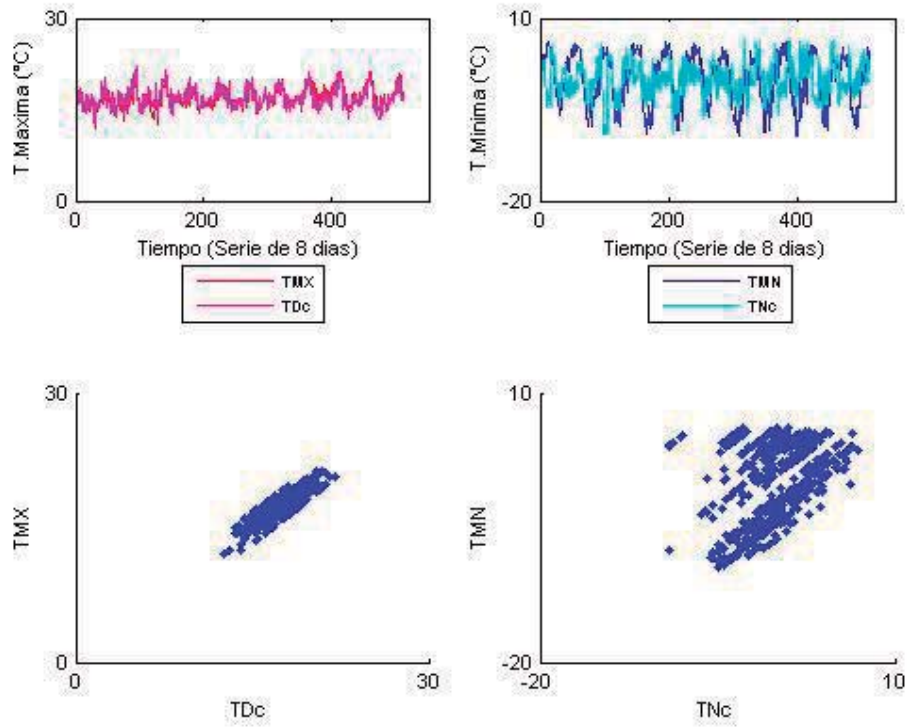 30
T.Maxima (°C)
0
0
200
400
Tiempo (Serie de 8 dias)
TMX
TDc
10
T.Minima (°C)
-20
0
200
400
Tiempo (Serie de 8 dias)
TMN
TNc
30
TMX
0
0
30
TDc
10
TMN
-20
-20
10
TNc